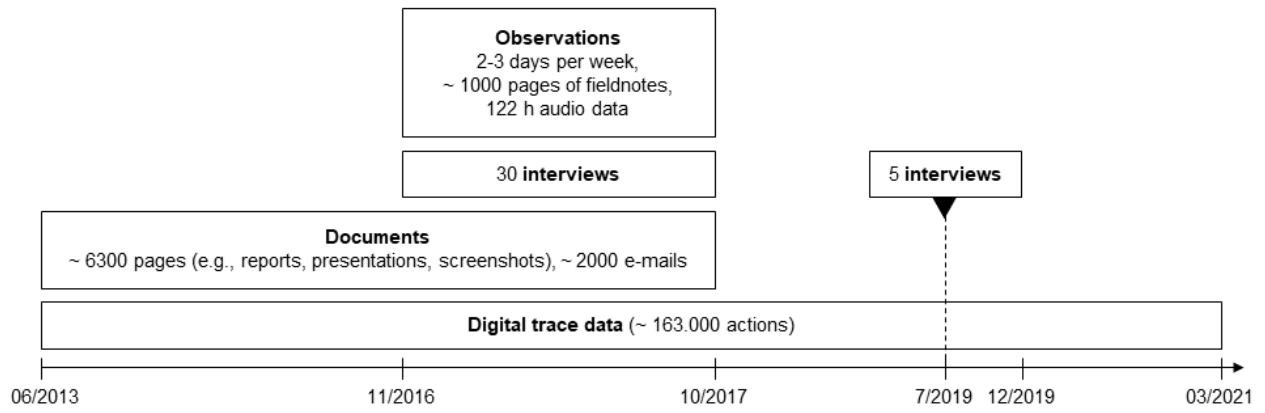 Observations
2-3 days per week,
~ 1000 pages of fieldnotes,
122 h audio data
30 interviews
5 interviews
Documents
~ 6300 pages (e.g., reports, presentations, screenshots), ~ 2000 e-mails
Digital trace data (~ 163.000 actions)
06/2013
11/2016
10/2017
7/2019
12/2019
03/2021